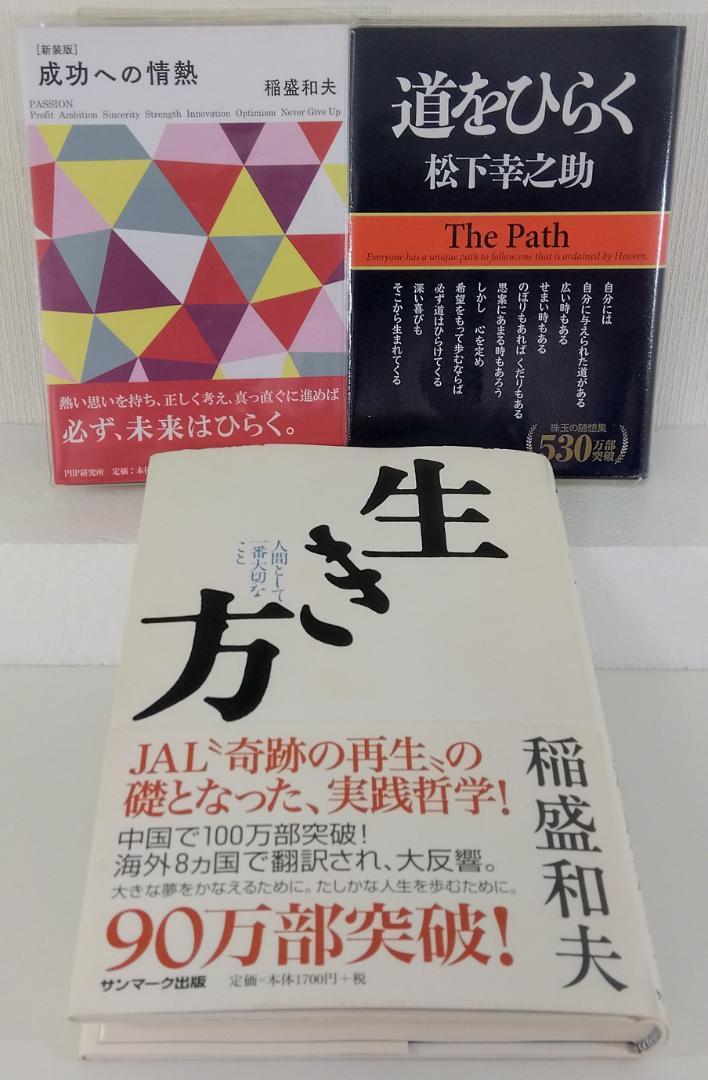 [新装版]
成功への情熱
稲盛和夫
PASSION
Profit Ambition Sincerity Strength Innovation Optimism Never Give Up
熱い思いを持ち、正しく考え、真っ直ぐに進めば
必ず、未来はひらく。
PHP研究所 定価：本体
道をひらく
松下幸之助
The Path
Everyone has a unique path to follow,one that is ordained by Heaven.
自分には
自分に与えられた道がある
広い時もある
せまい時もある
のぼりもあればくだりもある
思案にあまる時もあろう
しかし 心を定め
希望をもって歩むならば
必ず道はひらけてくる
深い喜びも
そこから生まれてくる
珠玉の随想集
530万部突破
生き方
人間として
一番大切な
こと
JAL〝奇跡の再生〟の
礎となった、実践哲学!
中国で100万部突破!
海外8ヵ国で翻訳され、大反響。
大きな夢をかなえるために。たしかな人生を歩むために。
90万部突破!
サンマーク出版 定価=本体1700円+税
稲盛和夫